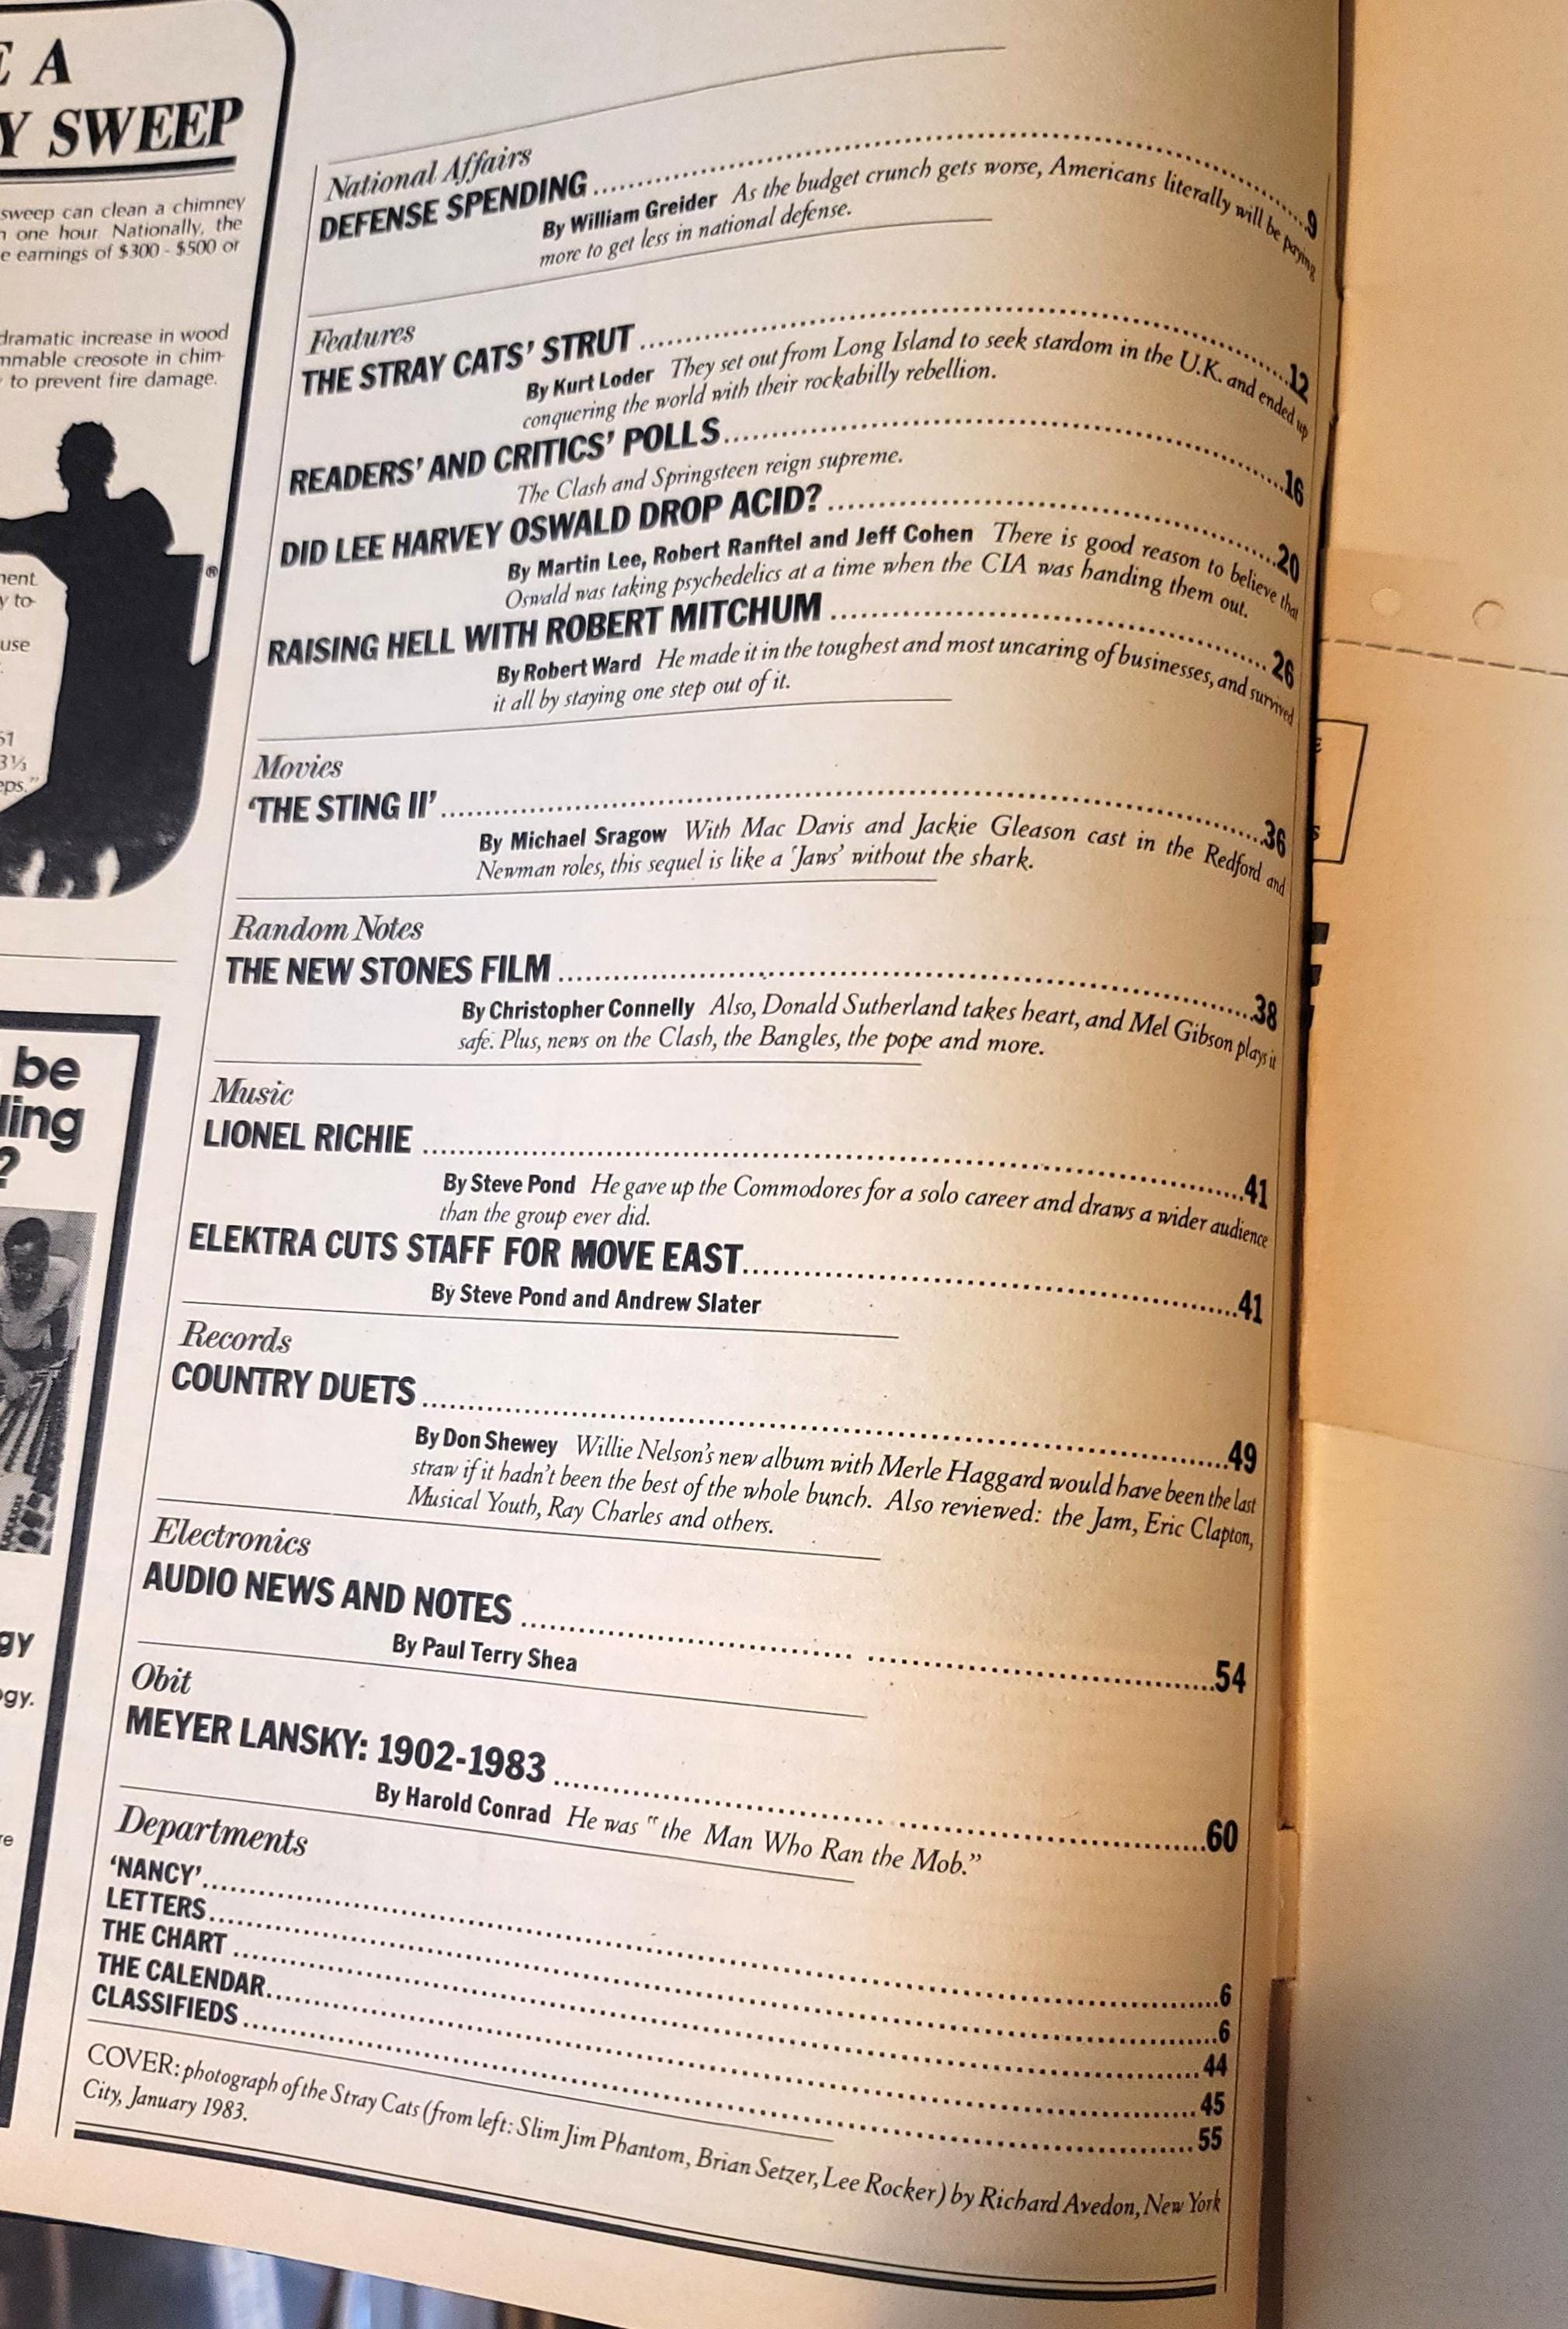 E A
Y SWEEP
sweep can clean a chimney
one hour. Nationally, the
e earnings of $300 - $500 or
dramatic increase in wood
mmable creosote in chim-
to prevent fire damage.
®
ment
y to-
use
61
3⅓
eps."
be
ling
?
gy
ogy.
re
National Affairs
DEFENSE SPENDING ........ 9
By William Greider As the budget crunch gets worse, Americans literally will be paying
more to get less in national defense.
Features
THE STRAY CATS' STRUT ........ 12
By Kurt Loder They set out from Long Island to seek stardom in the U.K. and ended up
conquering the world with their rockabilly rebellion.
READERS' AND CRITICS' POLLS ........ 16
The Clash and Springsteen reign supreme.
DID LEE HARVEY OSWALD DROP ACID? ........ 20
By Martin Lee, Robert Ranftel and Jeff Cohen There is good reason to believe that
Oswald was taking psychedelics at a time when the CIA was handing them out.
RAISING HELL WITH ROBERT MITCHUM ........ 26
By Robert Ward He made it in the toughest and most uncaring of businesses, and survived
it all by staying one step out of it.
Movies
'THE STING II' ........ 36
By Michael Sragow With Mac Davis and Jackie Gleason cast in the Redford and
Newman roles, this sequel is like a 'Jaws' without the shark.
Random Notes
THE NEW STONES FILM ........ 38
By Christopher Connelly Also, Donald Sutherland takes heart, and Mel Gibson plays it
safe. Plus, news on the Clash, the Bangles, the pope and more.
Music
LIONEL RICHIE ........ 41
By Steve Pond He gave up the Commodores for a solo career and draws a wider audience
than the group ever did.
ELEKTRA CUTS STAFF FOR MOVE EAST ........ 41
By Steve Pond and Andrew Slater
Records
COUNTRY DUETS ........ 49
By Don Shewey Willie Nelson's new album with Merle Haggard would have been the last
straw if it hadn't been the best of the whole bunch. Also reviewed: the Jam, Eric Clapton,
Musical Youth, Ray Charles and others.
Electronics
AUDIO NEWS AND NOTES ........ 54
By Paul Terry Shea
Obit
MEYER LANSKY: 1902-1983 ........ 60
By Harold Conrad He was "the Man Who Ran the Mob."
Departments
'NANCY' ........ 6
LETTERS ........ 6
THE CHART ........ 44
THE CALENDAR ........ 45
CLASSIFIEDS ........ 55
COVER: photograph of the Stray Cats (from left: Slim Jim Phantom, Brian Setzer, Lee Rocker) by Richard Avedon, New York
City, January 1983.